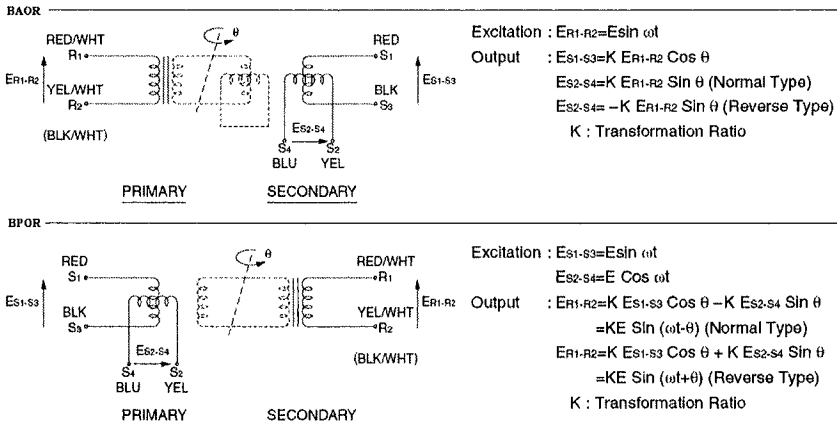 BAOR
RED/WHT
R1
ER1-R2
YEL/WHT
R2
(BLK/WHT)
θ
RED
S1
ES1-S3
BLK
S3
ES2-S4
S4 S2
BLU YEL
PRIMARY SECONDARY
Excitation : ER1-R2=Esin ωt
Output : ES1-S3=K ER1-R2 Cos θ
ES2-S4=K ER1-R2 Sin θ (Normal Type)
ES2-S4= −K ER1-R2 Sin θ (Reverse Type)
K : Transformation Ratio
BPOR
RED
S1
ES1-S3
BLK
S3
ES2-S4
S4 S2
BLU YEL
θ
RED/WHT
R1
ER1-R2
YEL/WHT
R2
(BLK/WHT)
PRIMARY SECONDARY
Excitation : ES1-S3=Esin ωt
ES2-S4=E Cos ωt
Output : ER1-R2=K ES1-S3 Cos θ −K ES2-S4 Sin θ
=KE Sin (ωt-θ) (Normal Type)
ER1-R2=K ES1-S3 Cos θ + K ES2-S4 Sin θ
=KE Sin (ωt+θ) (Reverse Type)
K : Transformation Ratio